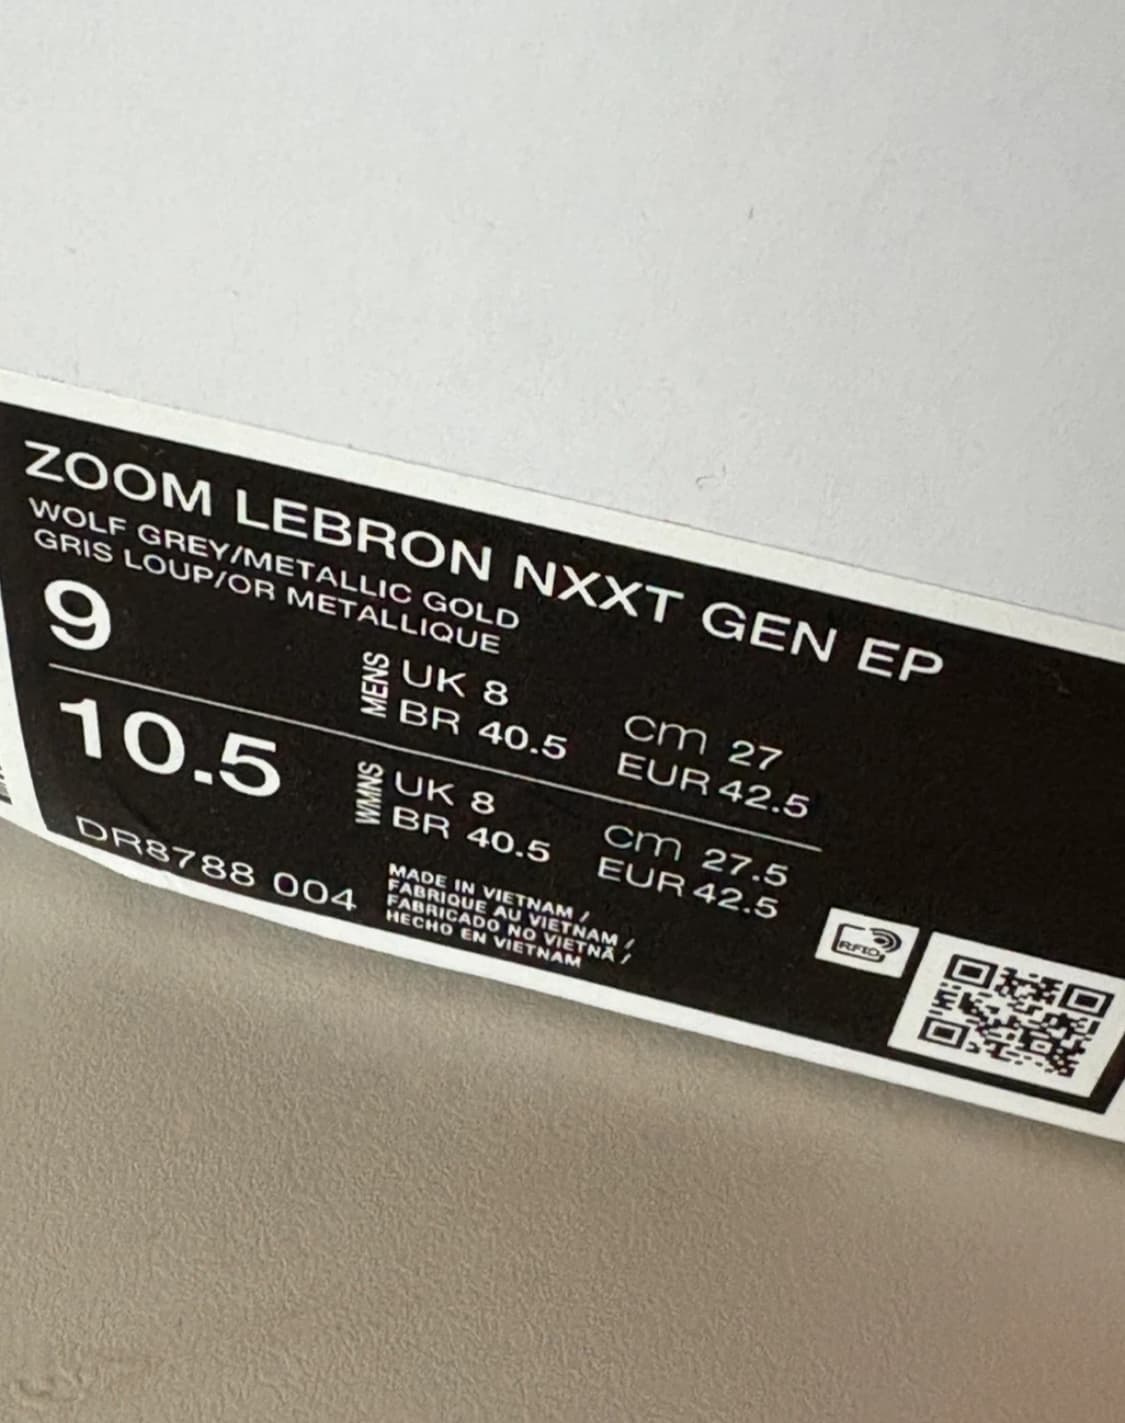 ZOOM LEBRON NXXT GEN EP
WOLF GREY/METALLIC GOLD
GRIS LOUP/OR METALLIQUE
9
MENS
UK 8
BR 40.5
cm 27
EUR 42.5
10.5
WMNS
UK 8
BR 40.5
cm 27.5
EUR 42.5
DR8788 004
MADE IN VIETNAM /
FABRIQUE AU VIETNAM /
FABRICADO NO VIETNÃ /
HECHO EN VIETNAM
RFID